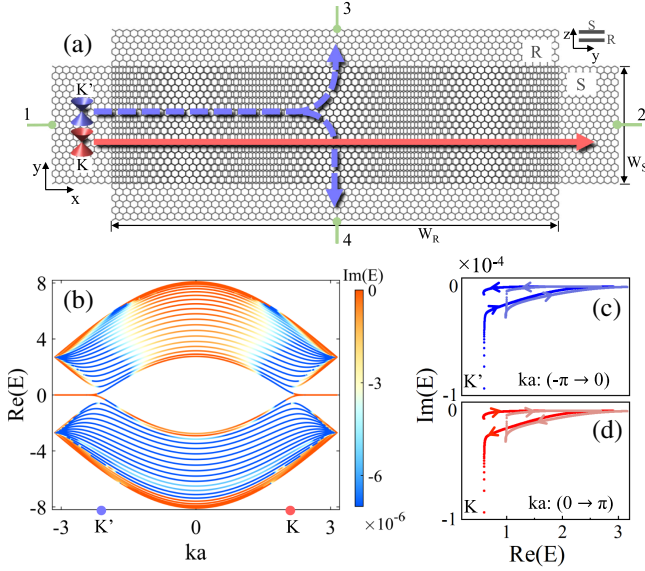 3
(a)
R
S
z
S
R
y
K'
1
2
K
y
x
W_S
W_R
4
(b)
Im(E)
8
0
4
-3
Re(E)
0
-4
-6
-8
×10⁻⁶
-3
K'
0
K
3
ka
×10⁻⁴
0
(c)
K'
ka: (-π → 0)
-1
Im(E)
0
(d)
K
ka: (0 → π)
-1
1
2
3
Re(E)